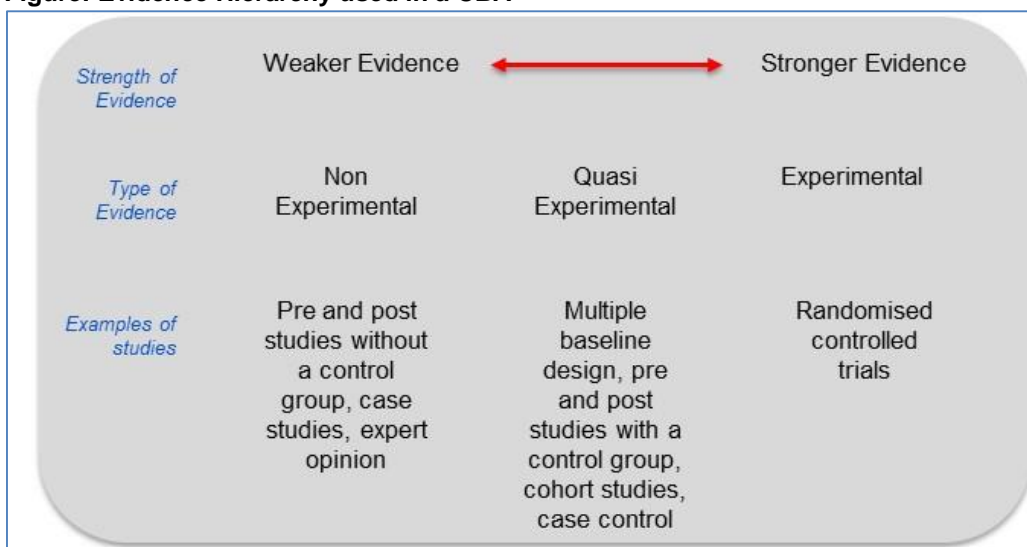 Figure: Evidence Hierarchy used in a
Strength of
Evidence
Weaker Evidence
Stronger Evidence
Type of
Evidence
Non
Experimental
Quasi
Experimental
Experimental
Examples of
studies
Pre and post
studies without
a control
group, case
studies, expert
opinion
Multiple
baseline
design, pre
and post
studies with a
control group,
cohort studies,
case control
Randomised
controlled
trials